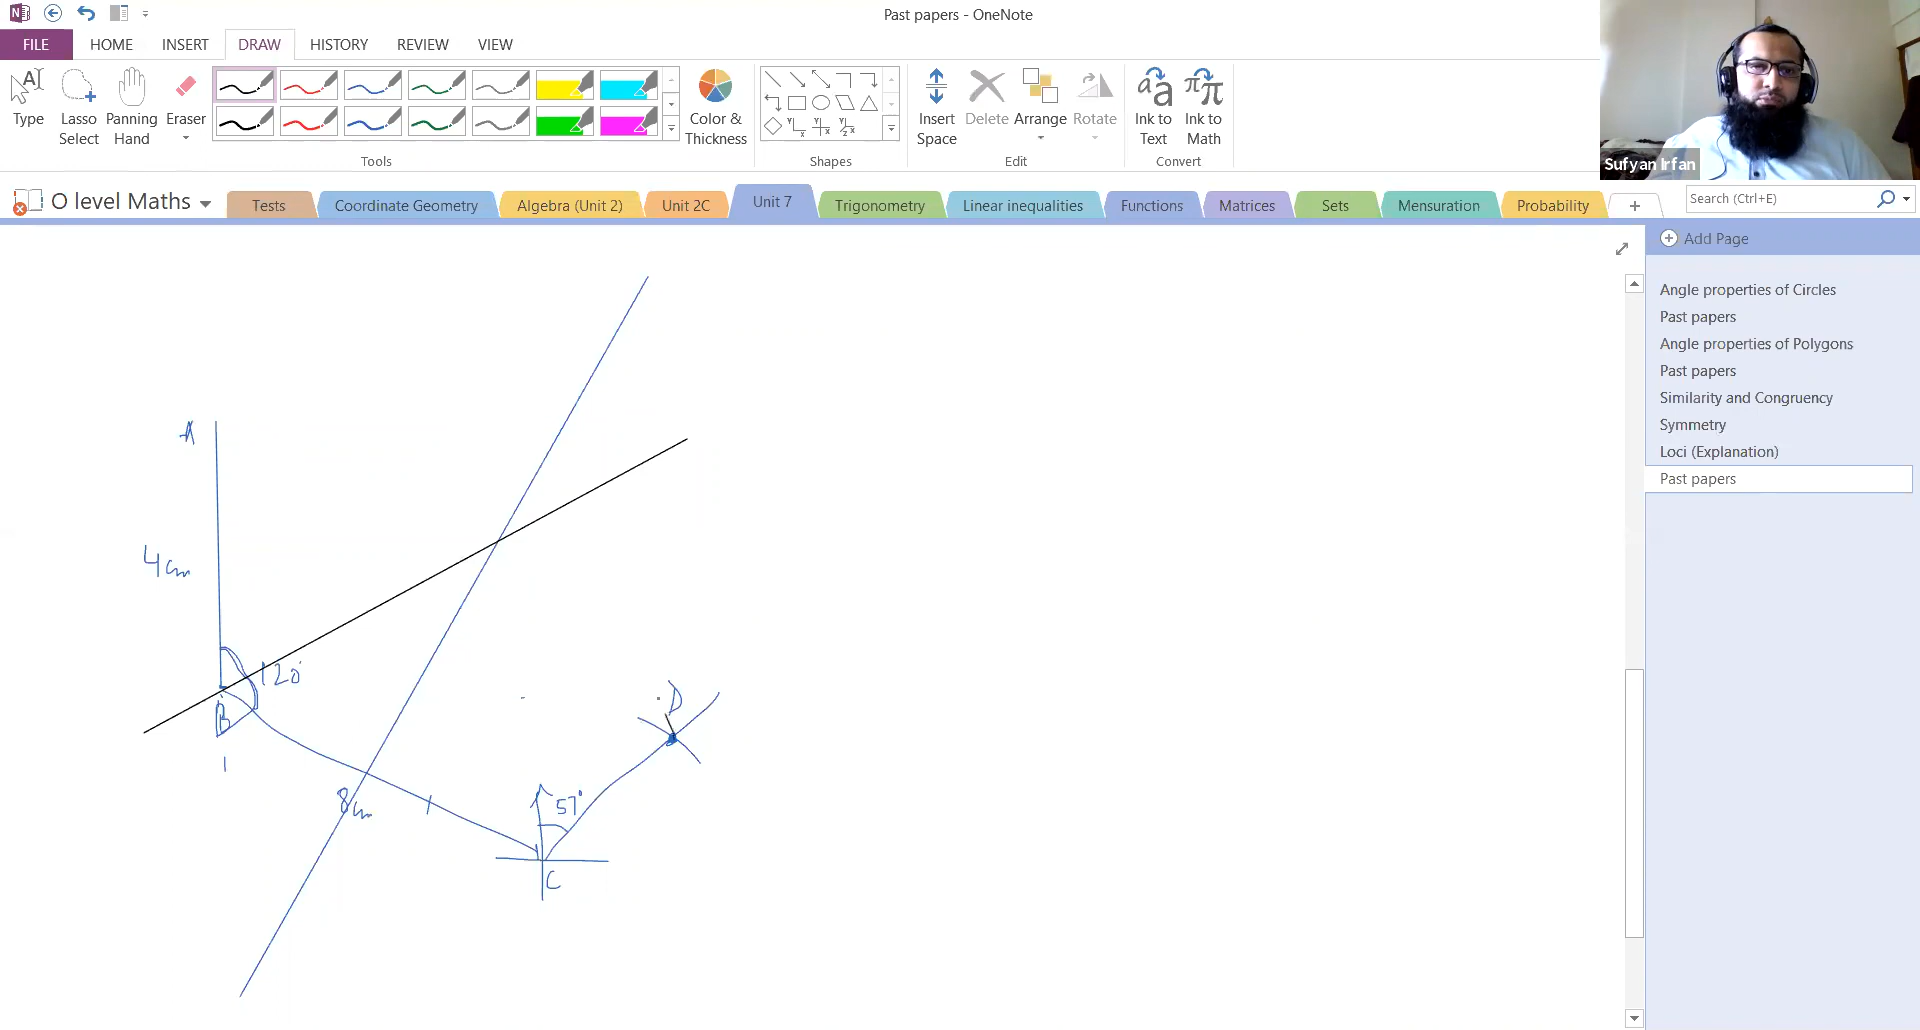 Past papers - OneNote
FILE HOME INSERT DRAW HISTORY REVIEW VIEW
Type
Lasso Select
Panning Hand
Eraser
Color & Thickness
Insert Space
Delete
Arrange
Rotate
Ink to Text
Ink to Math
Tools
Shapes
Edit
Convert
Sufyan Irfan
O level Maths
Tests
Coordinate Geometry
Algebra (Unit 2)
Unit 2C
Unit 7
Trigonometry
Linear inequalities
Functions
Matrices
Sets
Mensuration
Probability
Search (Ctrl+E)
Add Page
Angle properties of Circles
Past papers
Angle properties of Polygons
Past papers
Similarity and Congruency
Symmetry
Loci (Explanation)
Past papers
A
4cm
120°
B
8cm
57°
D
C